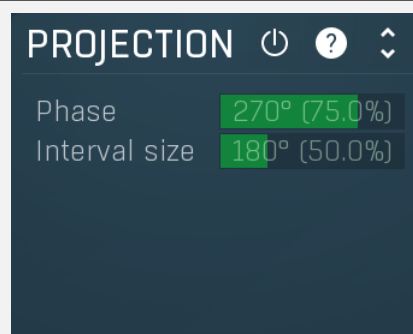 PROJECTION ?
Phase 270° (75.0%)
Interval size 180° (50.0%)